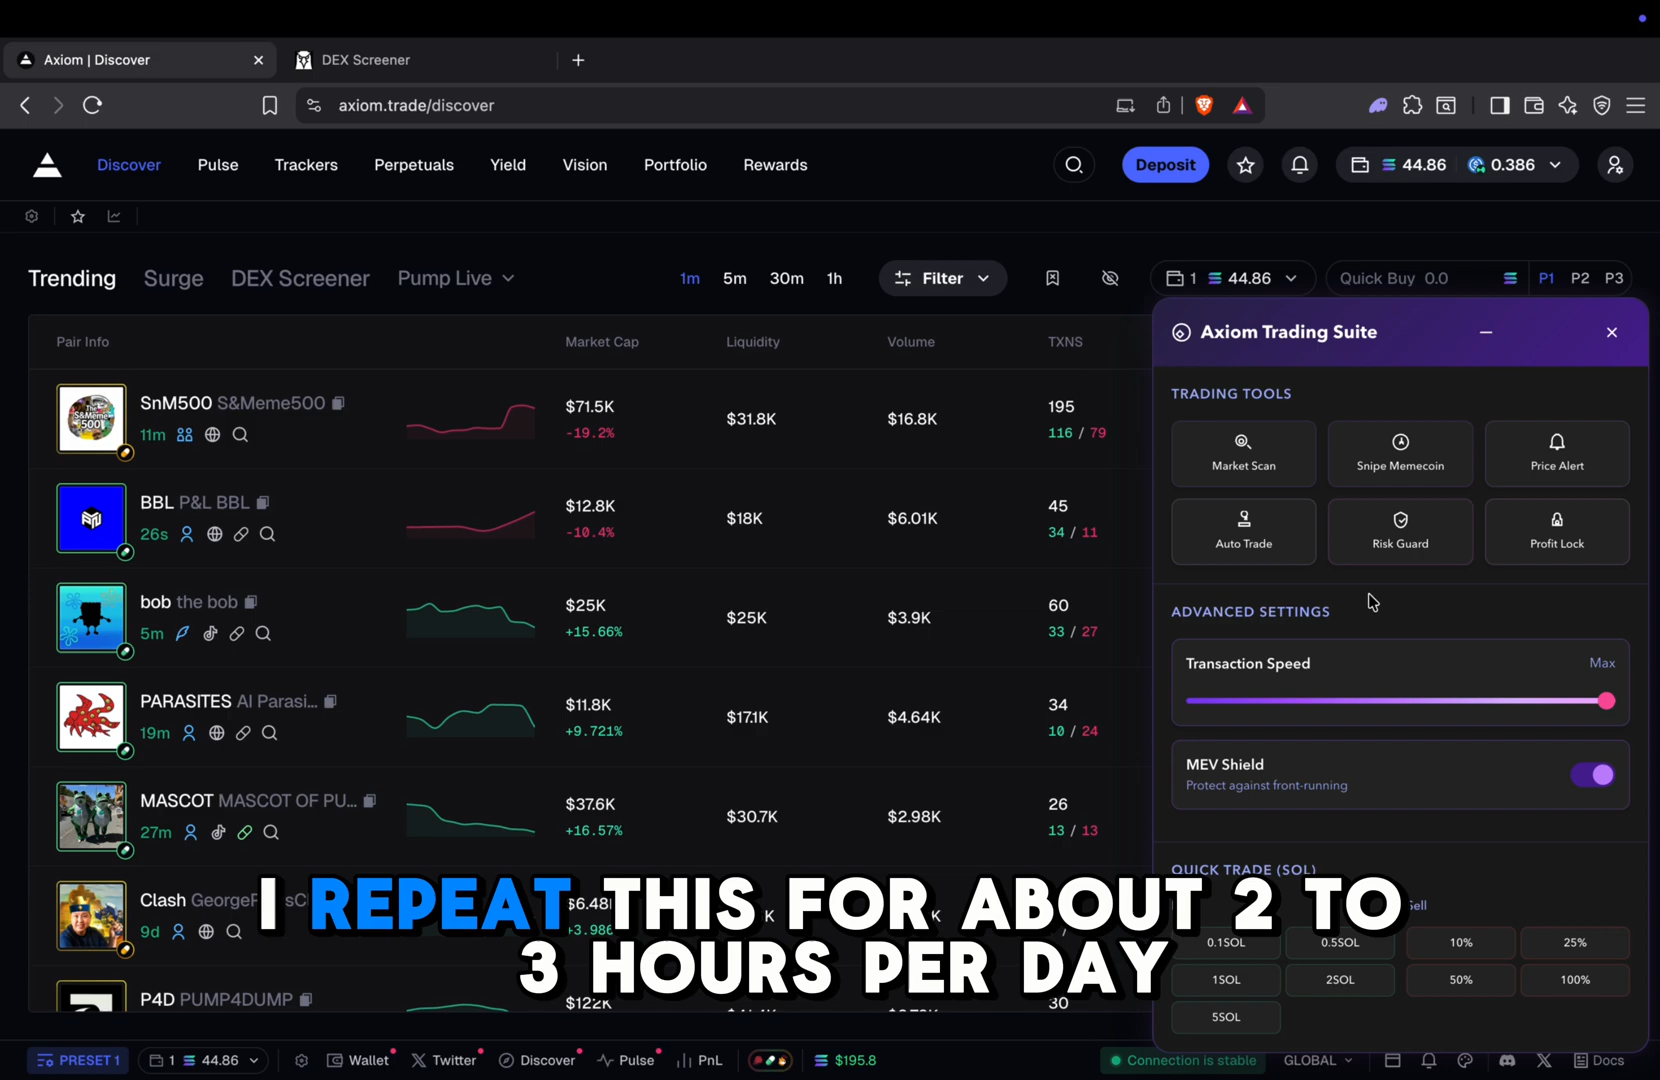 Axiom | Discover
DEX Screener
axiom.trade/discover
Discover Pulse Trackers Perpetuals Yield Vision Portfolio Rewards
Deposit
44.86 0.386
Trending Surge DEX Screener Pump Live
1m 5m 30m 1h
Filter
1 44.86
Quick Buy 0.0
P1 P2 P3
Pair Info Market Cap Liquidity Volume TXNS
SnM500 S&Meme500
11m
$71.5K
-19.2%
$31.8K
$16.8K
195
116 / 79
BBL P&L BBL
26s
$12.8K
-10.4%
$18K
$6.01K
45
34 / 11
bob the bob
5m
$25K
+15.66%
$25K
$3.9K
60
33 / 27
PARASITES AI Parasi...
19m
$11.8K
+9.721%
$17.1K
$4.64K
34
10 / 24
MASCOT MASCOT OF PU...
27m
$37.6K
+16.57%
$30.7K
$2.98K
26
13 / 13
Clash
9d
P4D PUMP4DUMP
$122K
30
Axiom Trading Suite
TRADING TOOLS
Market Scan
Snipe Memecoin
Price Alert
Auto Trade
Risk Guard
Profit Lock
ADVANCED SETTINGS
Transaction Speed
Max
MEV Shield
Protect against front-running
QUICK TRADE (SOL)
0.1SOL 0.5SOL 10% 25%
1SOL 2SOL 50% 100%
5SOL
I REPEAT THIS FOR ABOUT 2 TO
3 HOURS PER DAY
PRESET 1
1 44.86
Wallet Twitter Discover Pulse PnL
$195.8
Connection is stable
GLOBAL
Docs